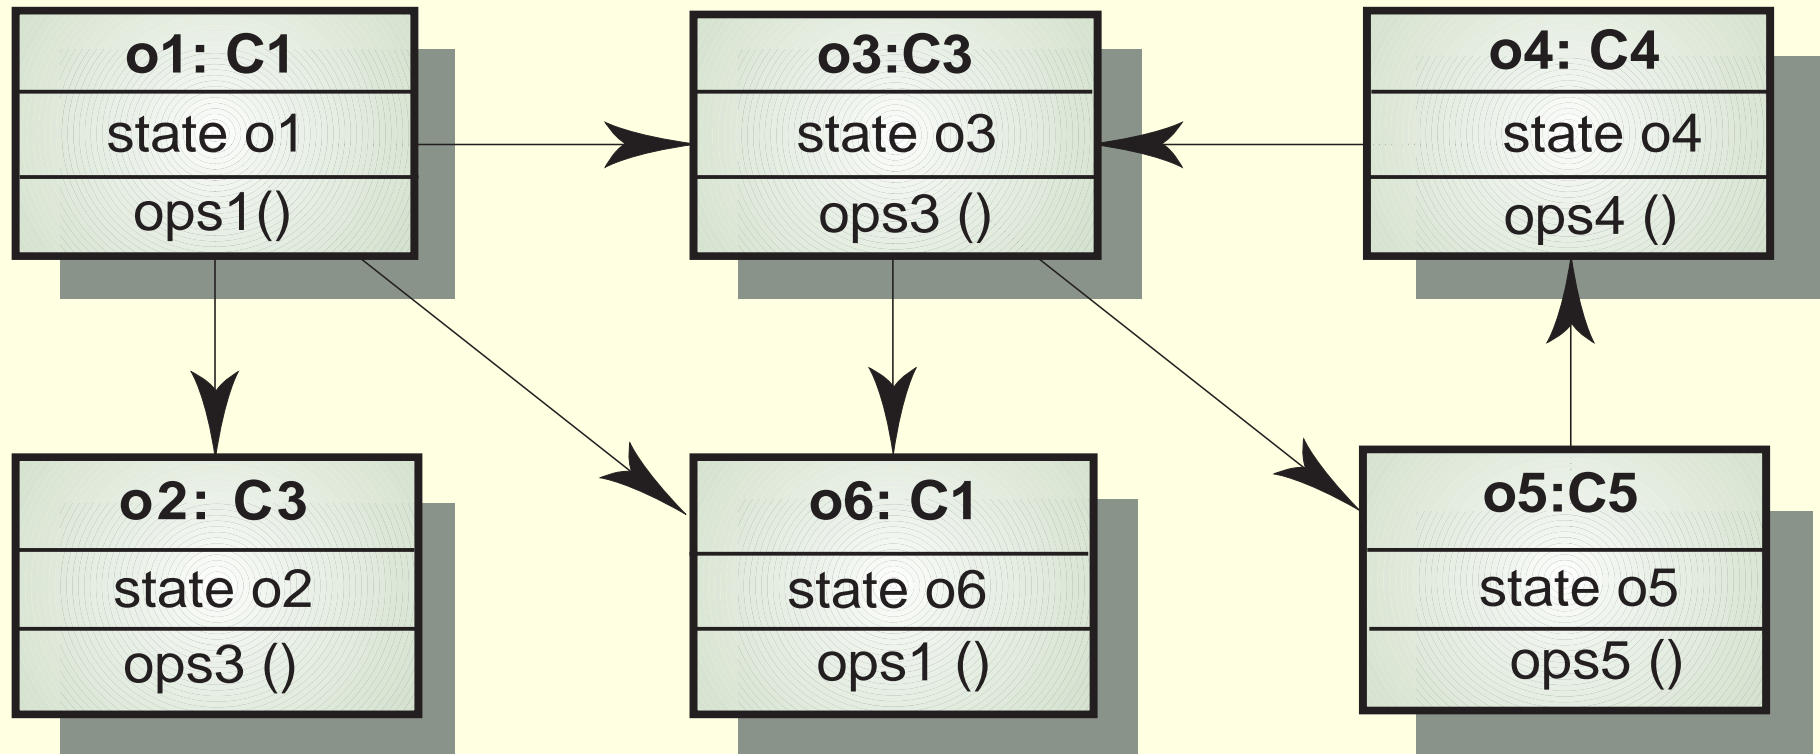 o1: C1
state o1
ops1()
o3:C3
state o3
ops3 ()
o4: C4
state o4
ops4 ()
o2: C3
state o2
ops3 ()
o6: C1
state o6
ops1 ()
o5:C5
state o5
ops5 ()